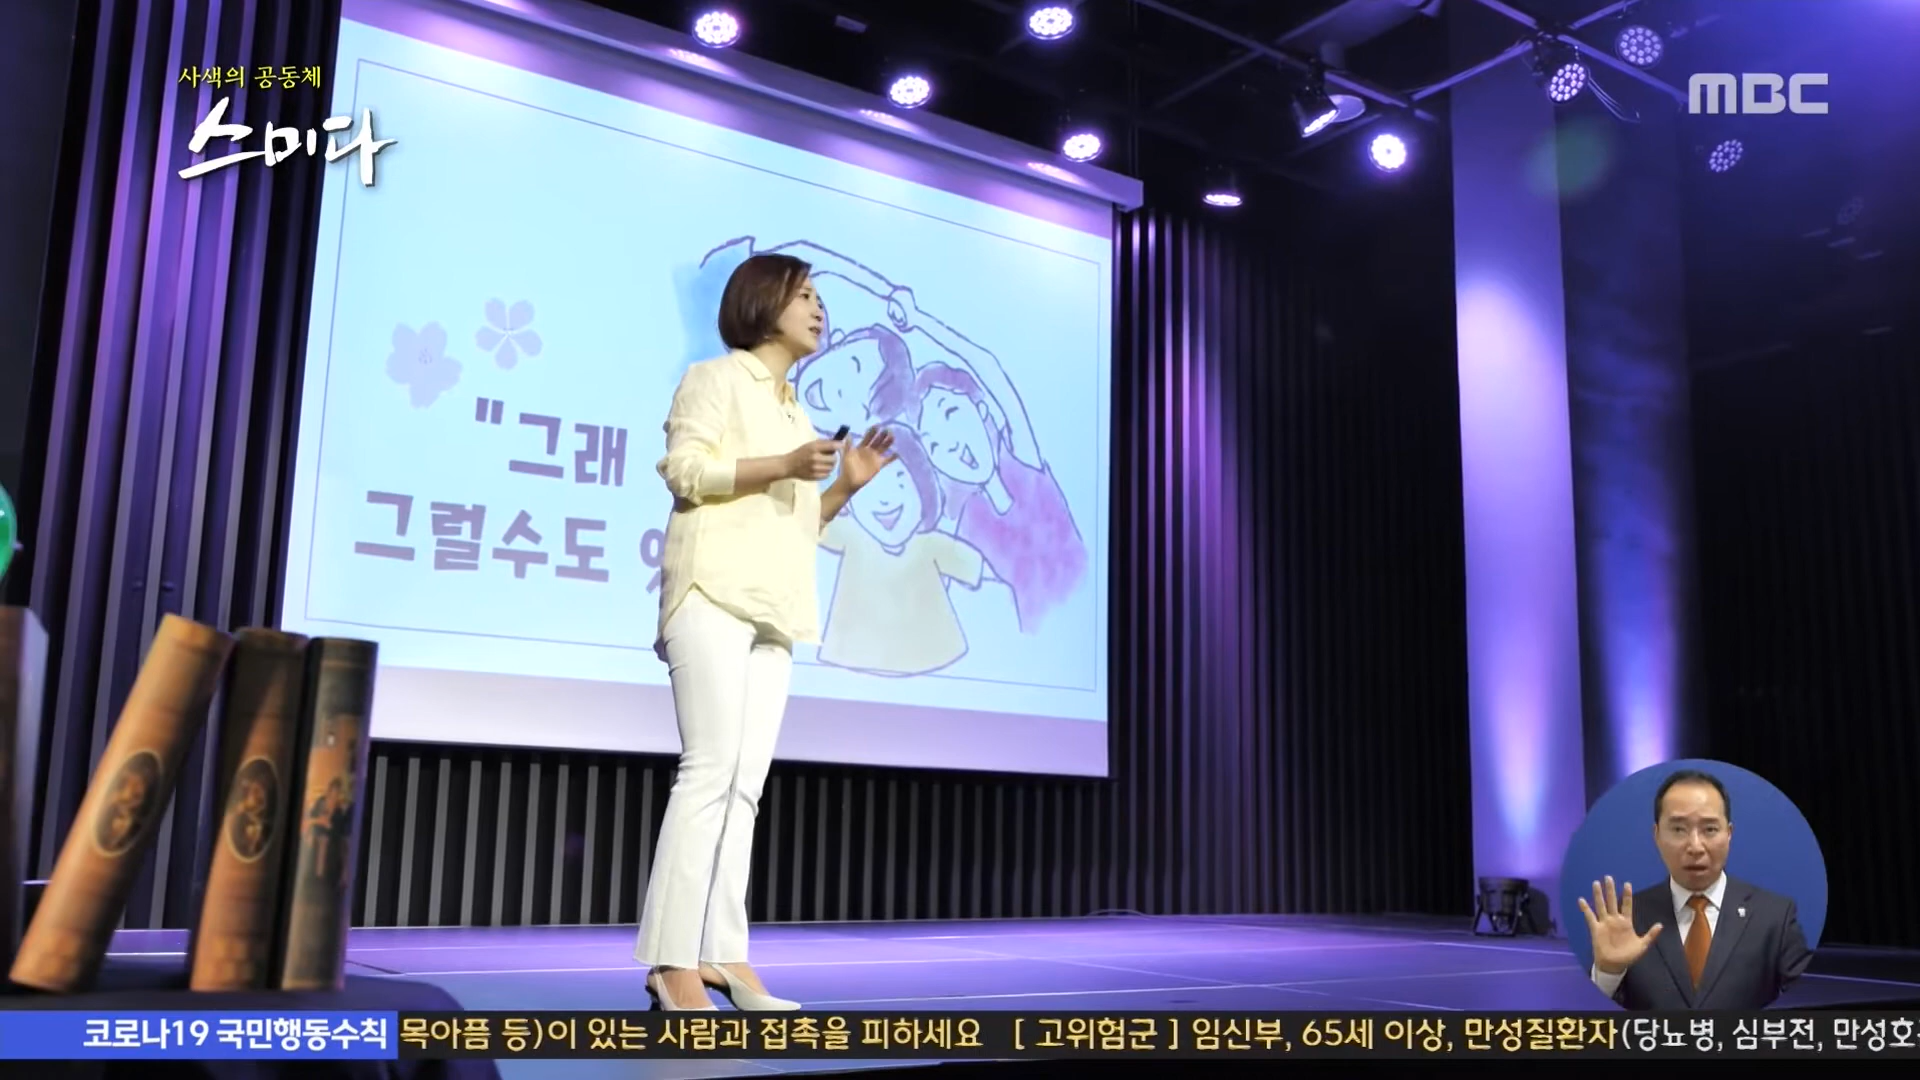 사색의 공동체
스미다
MBC
"그래
그럴수도
코로나19 국민행동수칙 목아픔 등)이 있는 사람과 접촉을 피하세요 [ 고위험군 ] 임신부, 65세 이상, 만성질환자(당뇨병, 심부전, 만성호